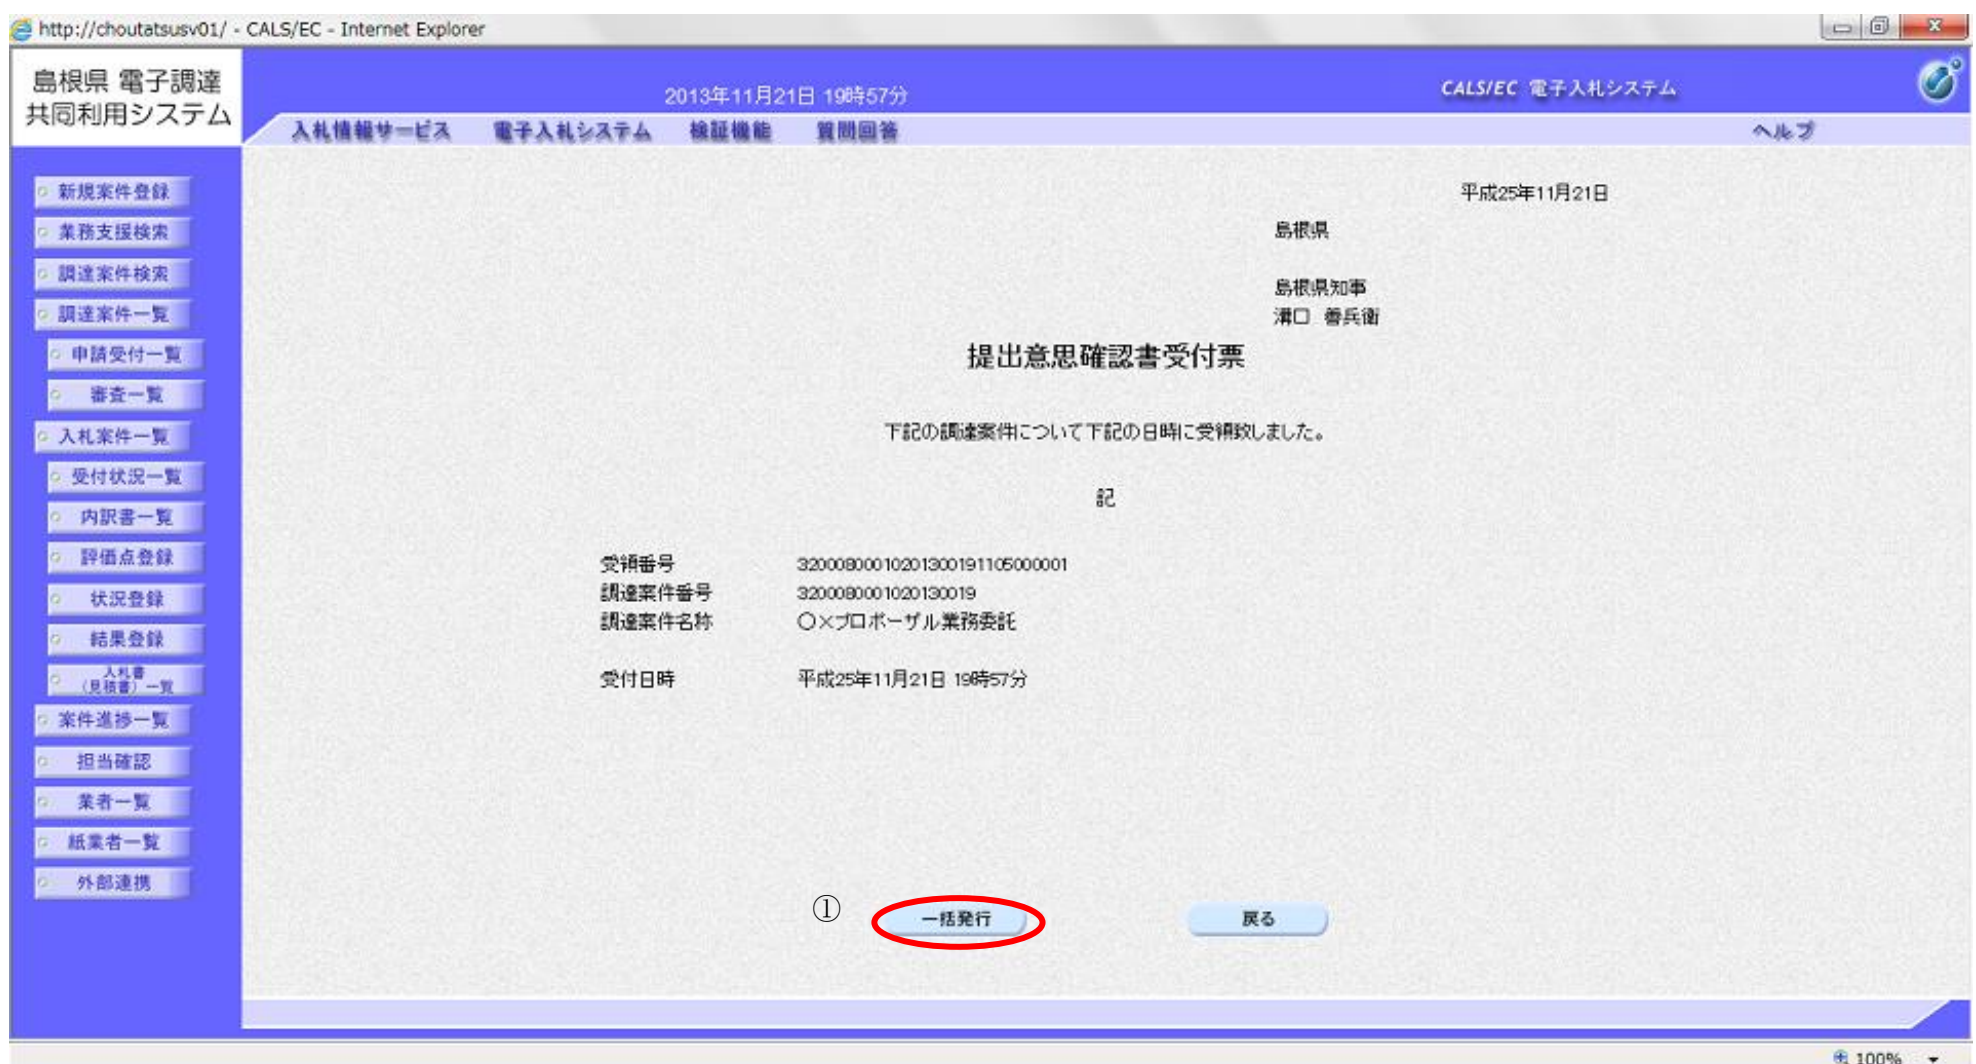 http://choutatsusv01/ - CALS/EC - Internet Explorer
島根県 電子調達
共同利用システム
2013年11月21日 19時57分
CALS/EC 電子入札システム
入札情報サービス
電子入札システム
検証機能
質問回答
ヘルプ
新規案件登録
業務支援検索
調達案件検索
調達案件一覧
申請受付一覧
審査一覧
入札案件一覧
受付状況一覧
内訳書一覧
評価点登録
状況登録
結果登録
入札書
(見積書)一覧
案件進捗一覧
担当確認
業者一覧
紙業者一覧
外部連携
平成25年11月21日
島根県
島根県知事
溝口 善兵衛
提出意思確認書受付票
下記の調達案件について下記の日時に受領致しました。
記
受領番号 32000800010201300191105000001
調達案件番号 3200080001020130019
調達案件名称 〇×プロポーザル業務委託
受付日時 平成25年11月21日 19時57分
① 一括発行
戻る
100%